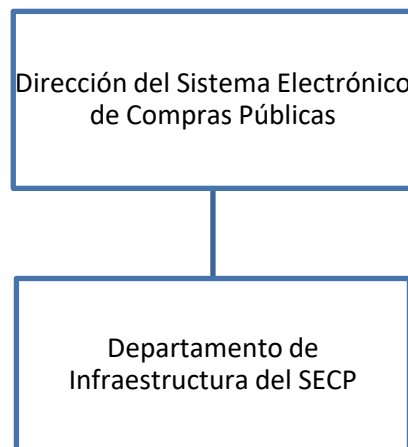 Dirección del Sistema Electrónico
de Compras Públicas
Departamento de
Infraestructura del SECP